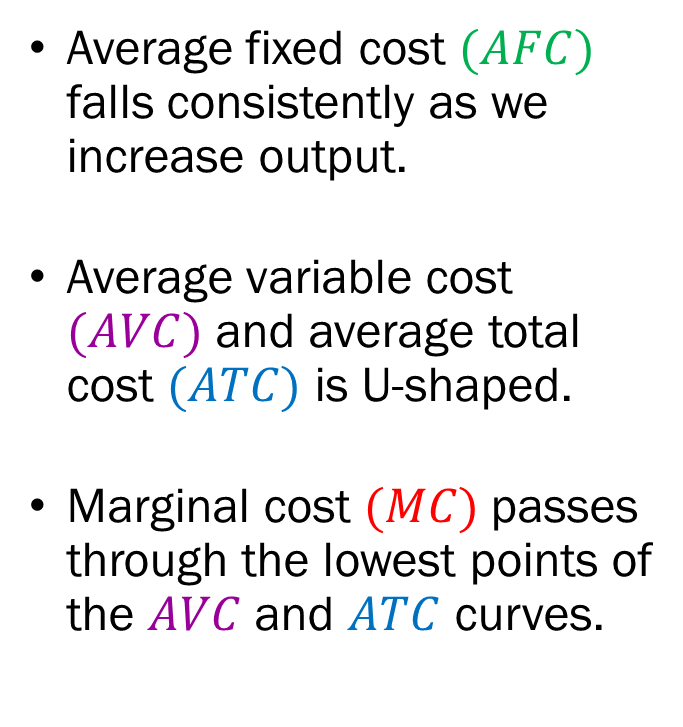 • Average fixed cost (AFC)
falls consistently as we
increase output.
• Average variable cost
(AVC) and average total
cost (ATC) is U-shaped.
• Marginal cost (MC) passes
through the lowest points of
the AVC and ATC curves.